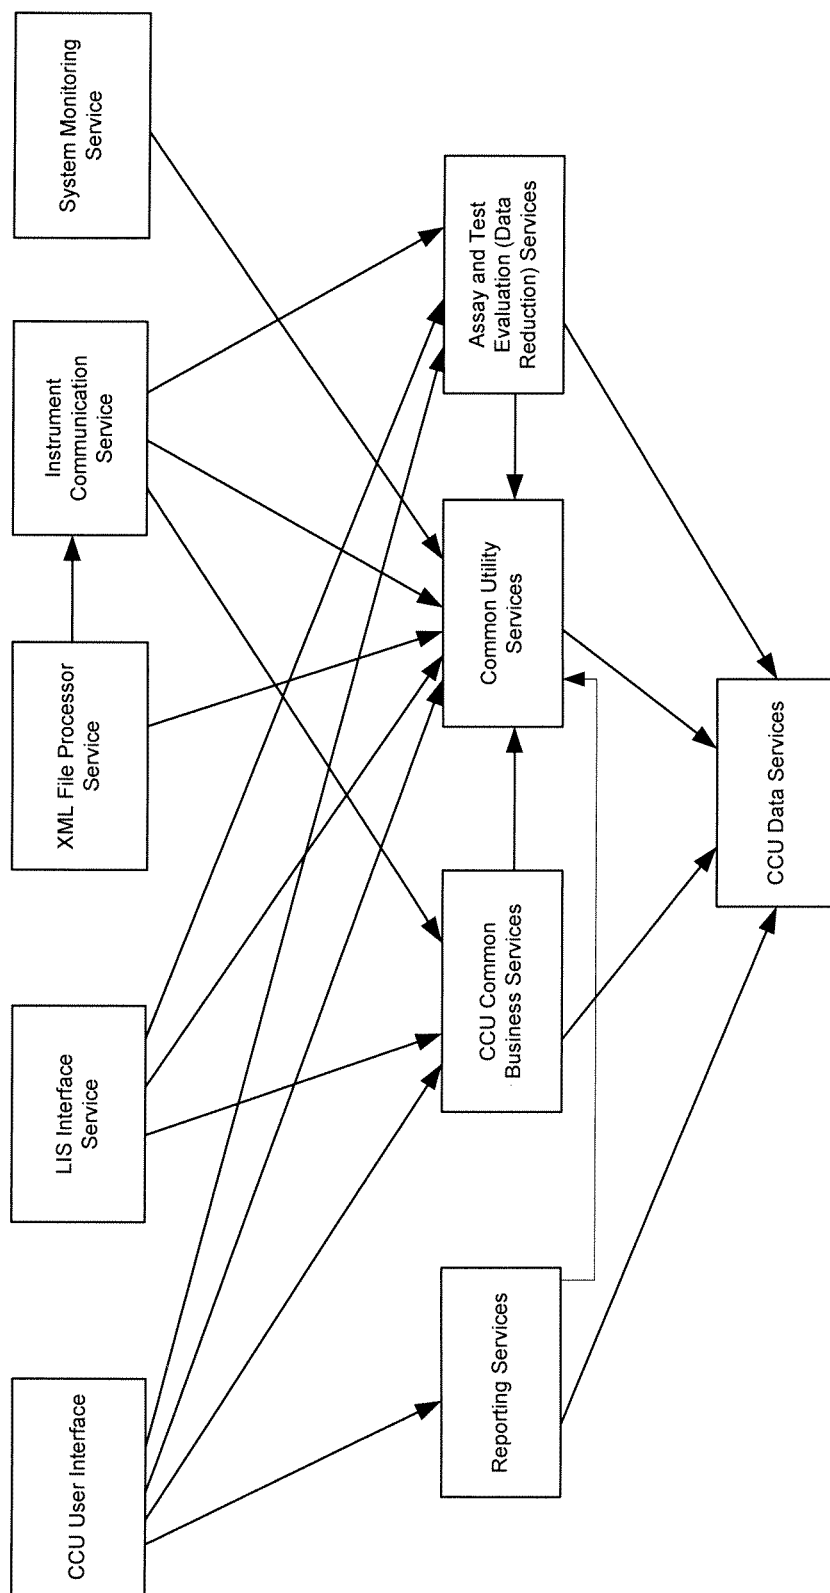 CCU User Interface
LIS Interface
Service
XML File Processor
Service
Instrument
Communication
Service
System Monitoring
Service
Reporting Services
CCU Common
Business Services
Common Utility
Services
Assay and Test
Evaluation (Data
Reduction) Services
CCU Data Services